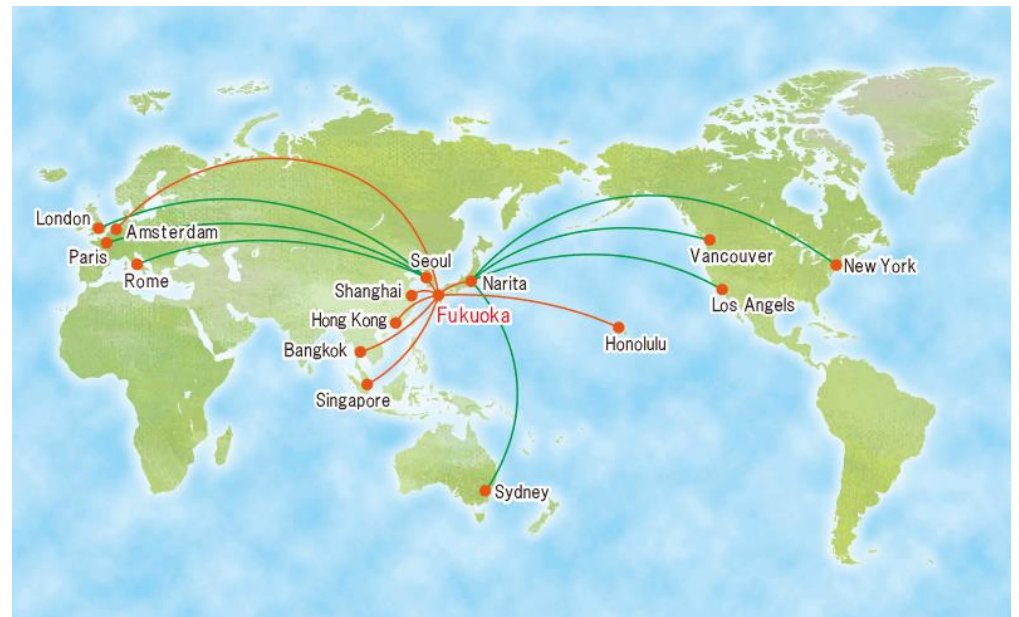 London
Amsterdam
Paris
Rome
Seoul
Narita
Shanghai
Fukuoka
Hong Kong
Bangkok
Singapore
Honolulu
Vancouver
New York
Los Angels
Sydney